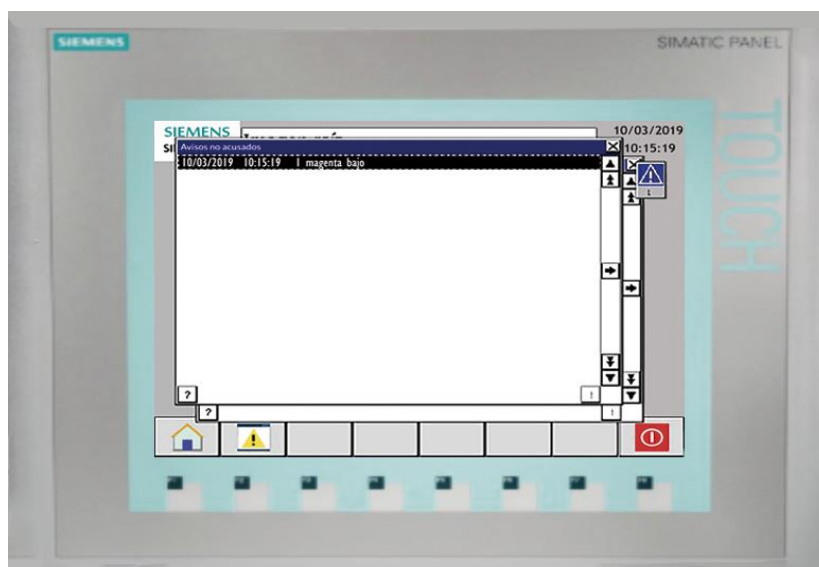 SIEMENS
SIMATIC PANEL
TOUCH
SIEMENS
10/03/2019
10:15:19
Avisos no acusados
10/03/2019 10:15:19 1 magenta bajo
1
?
!
?
!